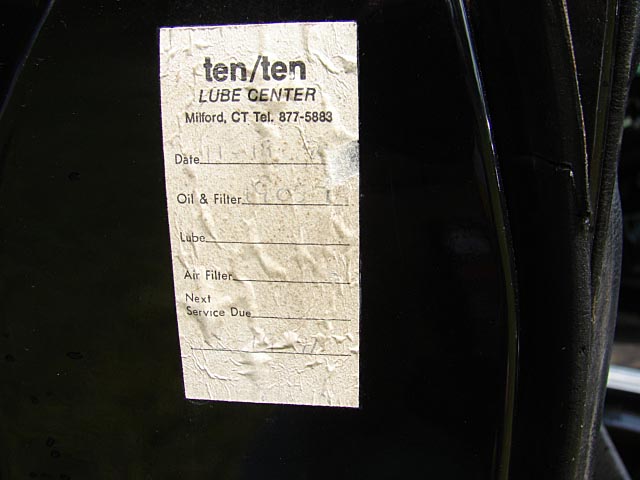 ten/ten
LUBE CENTER
Milford, CT Tel. 877-5883
Date
Oil & Filter
Lube
Air Filter
Next
Service Due